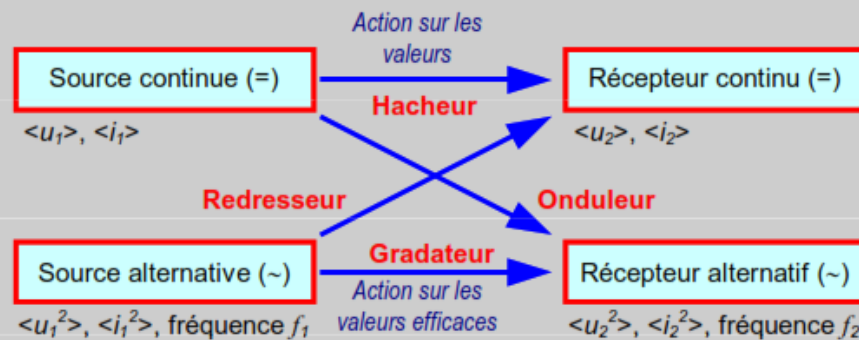 Action sur les
valeurs
Source continue (=)
Récepteur continu (=)
Hacheur
<u₁>, <i₁>
<u₂>, <i₂>
Redresseur
Onduleur
Gradateur
Source alternative (~)
Récepteur alternatif (~)
Action sur les
valeurs efficaces
<u₁²>, <i₁²>, fréquence f₁
<u₂²>, <i₂²>, fréquence f₂